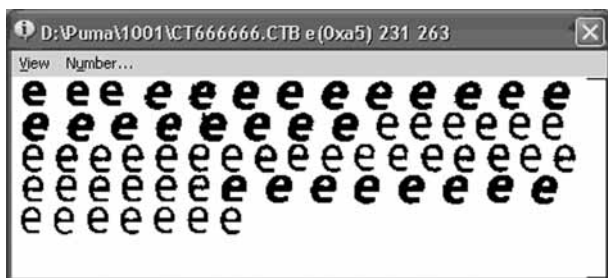 D:\Puma\1001\CT666666.CTB e(0xa5) 231 263
View Number...
e e e e e e e e e e e e e
e e e e e e e e e e e e e e
e e e e e e e e e e e e e e e e e
e e e e e e e e e e e e e e
e e e e e e e